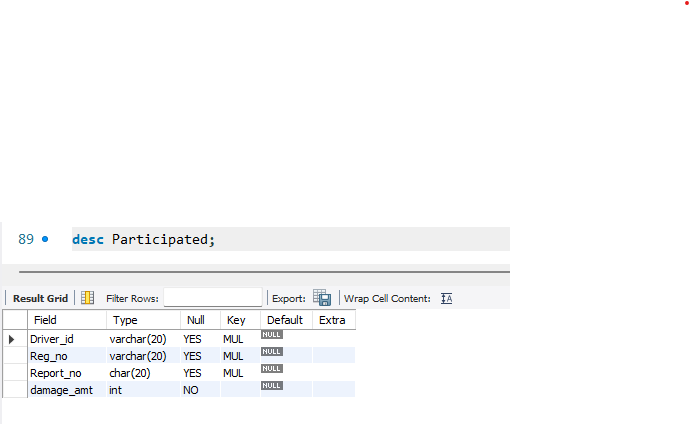 89 desc Participated;
Result Grid Filter Rows: Export: Wrap Cell Content: IA
Field Type Null Key Default Extra
Driver_id varchar(20) YES MUL NULL
Reg_no varchar(20) YES MUL NULL
Report_no char(20) YES MUL NULL
damage_amt int NO NULL